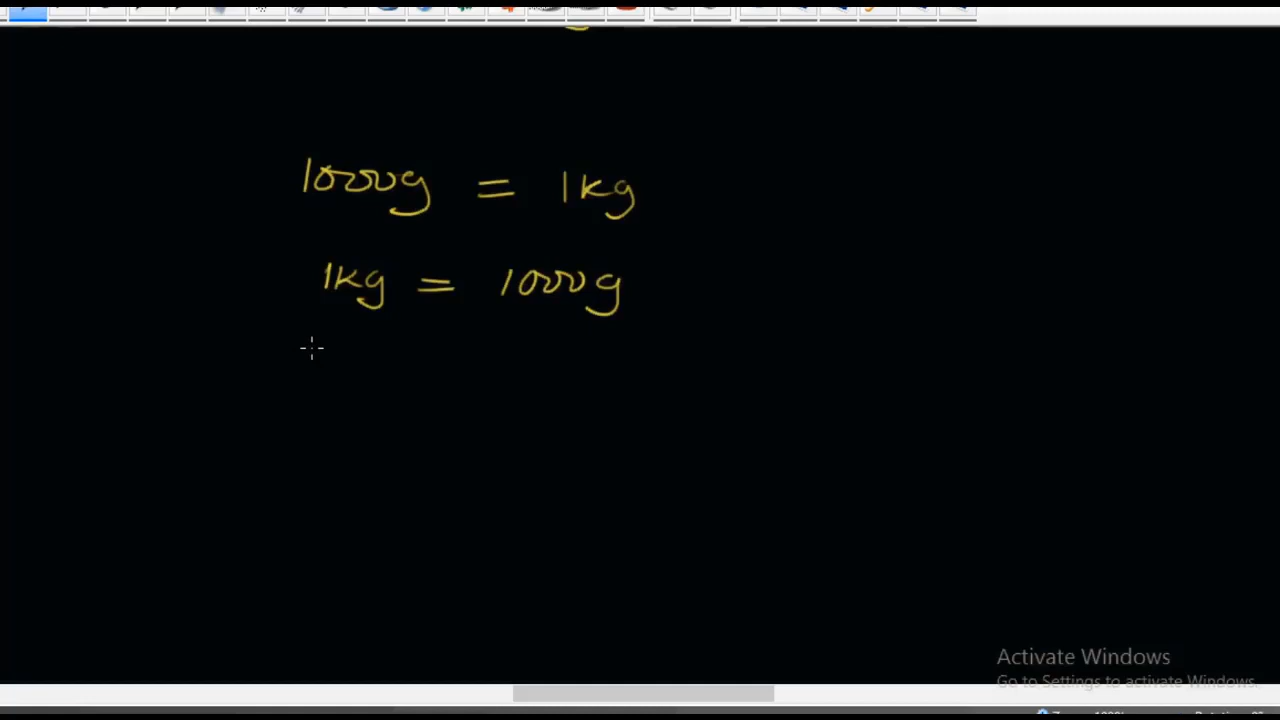 1000g = 1kg
1kg = 1000g
Activate Windows
Go to Settings to activate Windows.